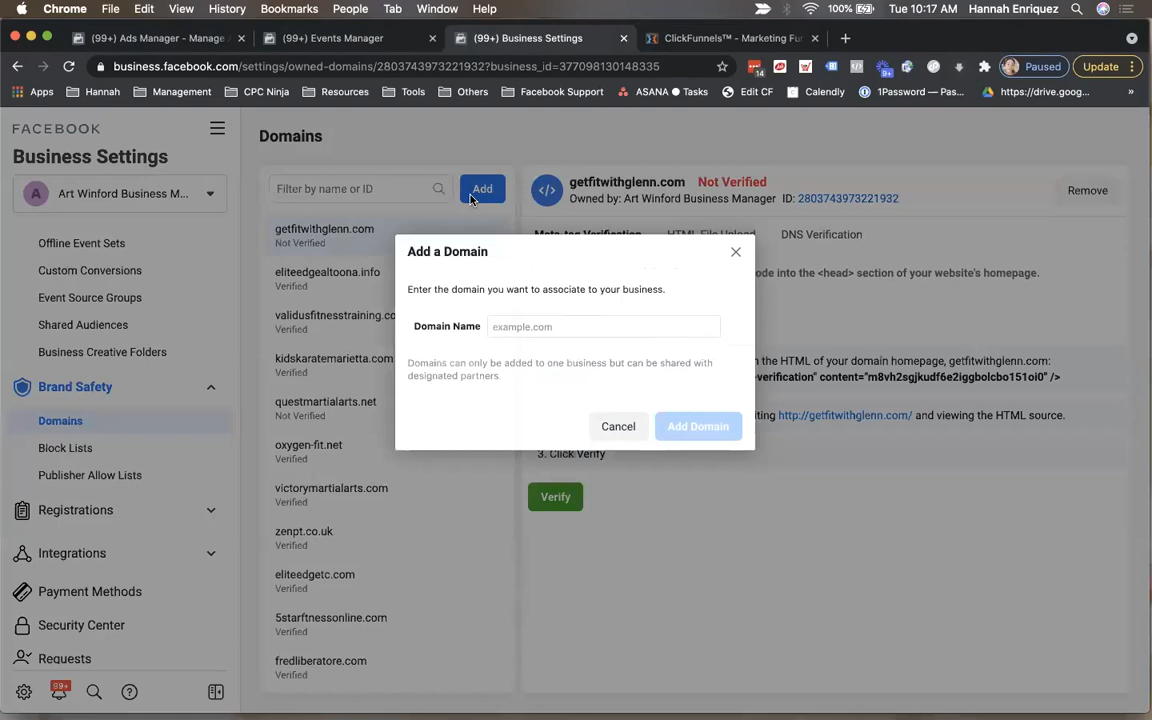 Chrome File Edit View History Bookmarks People Tab Window Help 100% Tue 10:17 AM Hannah Enriquez
(99+) Ads Manager - Manage (99+) Events Manager (99+) Business Settings ClickFunnels™ - Marketing Fu
business.facebook.com/settings/owned-domains/2803743973221932?business_id=377098130148335 14 9+ Paused Update
Apps Hannah Management CPC Ninja Resources Tools Others Facebook Support ASANA Tasks Edit CF Calendly 1Password — Pas... https://drive.goog... »
FACEBOOK
Business Settings
A Art Winford Business M...
Offline Event Sets
Custom Conversions
Event Source Groups
Shared Audiences
Business Creative Folders
Brand Safety
Domains
Block Lists
Publisher Allow Lists
Registrations
Integrations
Payment Methods
Security Center
Requests
99+
Domains
Filter by name or ID Add
getfitwithglenn.com
Not Verified
eliteedgealtoona.info
Verified
validusfitnesstraining.co
Verified
kidskaratemarietta.com
Verified
questmartialarts.net
Not Verified
oxygen-fit.net
Verified
victorymartialarts.com
Verified
zenpt.co.uk
Verified
eliteedgetc.com
Verified
5starftnessonline.com
Verified
fredliberatore.com
Verified
getfitwithglenn.com Not Verified
Owned by: Art Winford Business Manager ID: 2803743973221932
Remove
Meta-tag Verification HTML File Upload DNS Verification
ode into the <head> section of your website's homepage.
n the HTML of your domain homepage, getfitwithglenn.com:
-verification" content="m8vh2sgjkudf6e2iggbolcbo151oi0" />
iting http://getfitwithglenn.com/ and viewing the HTML source.
3. Click Verify
Verify
Add a Domain
Enter the domain you want to associate to your business.
Domain Name example.com
Domains can only be added to one business but can be shared with
designated partners.
Cancel Add Domain